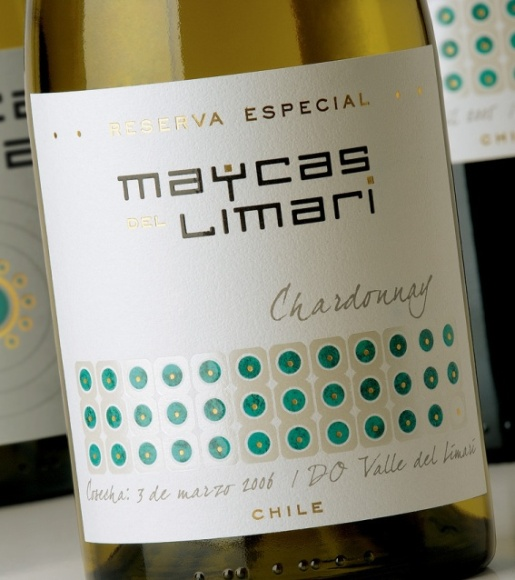 RESERVA ESPECIAL
maycas
DEL Limari
Chardonnay
Cosecha: 3 de marzo 2006 / DO Valle del Limarí
CHILE